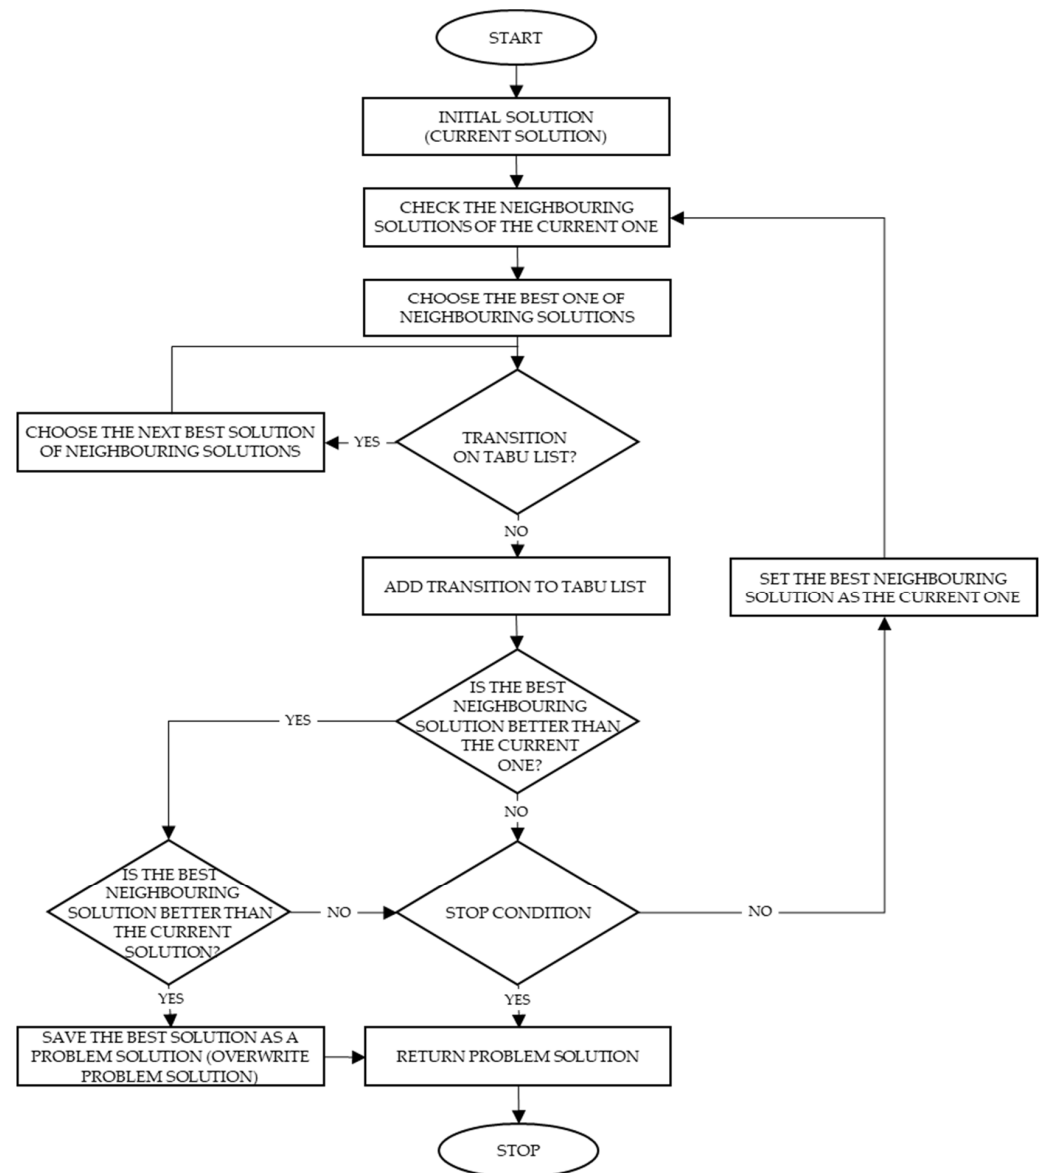 START
INITIAL SOLUTION
(CURRENT SOLUTION)
CHECK THE NEIGHBOURING
SOLUTIONS OF THE CURRENT ONE
CHOOSE THE BEST ONE OF
NEIGHBOURING SOLUTIONS
CHOOSE THE NEXT BEST SOLUTION
OF NEIGHBOURING SOLUTIONS
YES
TRANSITION
ON TABU LIST?
NO
ADD TRANSITION TO TABU LIST
SET THE BEST NEIGHBOURING
SOLUTION AS THE CURRENT ONE
IS THE BEST
NEIGHBOURING
SOLUTION BETTER THAN
THE CURRENT
ONE?
YES
NO
IS THE BEST
NEIGHBOURING
SOLUTION BETTER THAN
THE CURRENT
SOLUTION?
NO
STOP CONDITION
NO
YES
YES
SAVE THE BEST SOLUTION AS A
PROBLEM SOLUTION (OVERWRITE
PROBLEM SOLUTION)
RETURN PROBLEM SOLUTION
STOP